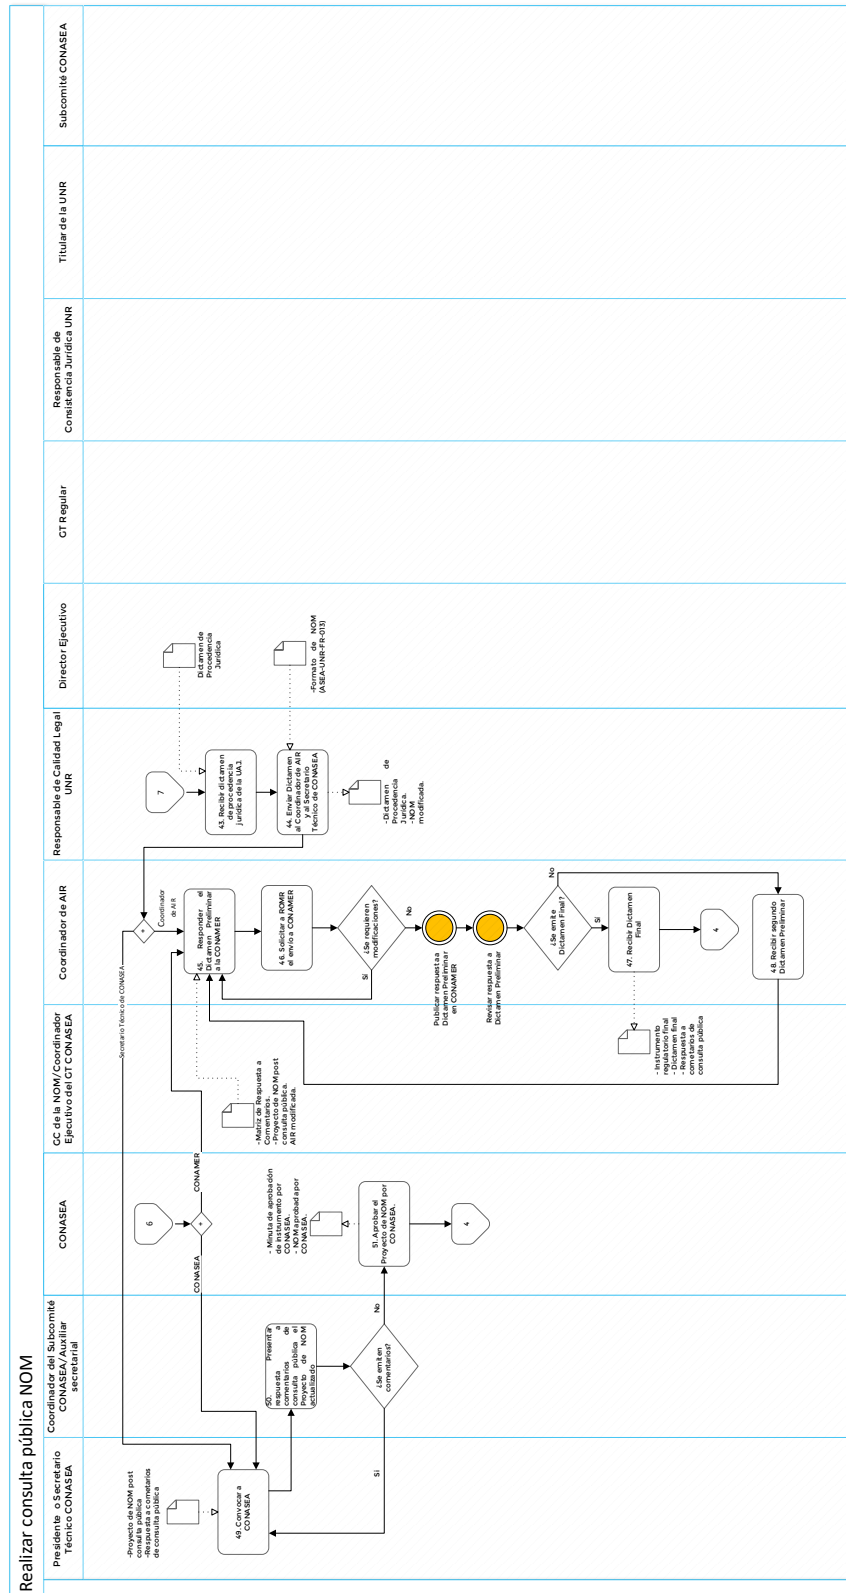 Realizar consulta pública NOM
Subcomité CONASEA
Titular de la UNR
Responsable de
Consistencia Jurídica UNR
GT Regular
Director Ejecutivo
Responsable de Calidad Legal
UNR
Coordinador de AIR
GC de la NOM/Coordinador
Ejecutivo del GT CONASEA
CONASEA
Coordinador del Subcomité
CONASEA/Auxiliar
secretarial
Presidente o Secretario
Técnico CONASEA
Dictamen de
Procedencia
Jurídica
-Formato de NOM
(ASEA-UNR-FR-013)
7
43. Recibir dictamen
de procedencia
jurídica de la UAJ.
44. Enviar Dictamen
al Coordinador de AIR
y al Secretario
Técnico de CONASEA
-Dictamen de
Procedencia
Jurídica.
-NOM
modificada.
+
Coordinador
de AIR
Secretario Técnico de CONASEA
45. Responder el
Dictamen Preliminar
a la CONAMER
46. Solicitar a ROMR
el envío a CONAMER
¿Se requieren
modificaciones?
Sí
No
Publicar respuesta a
Dictamen Preliminar
en CONAMER
Revisar respuesta a
Dictamen Preliminar
¿Se emite
Dictamen Final?
No
Sí
47. Recibir Dictamen
Final
4
48. Recibir segundo
Dictamen Preliminar
- Instrumento
regulatorio final
- Dictamen final
- Respuesta a
cometarios de
consulta pública
- Matriz de Respuesta a
Comentarios.
- Proyecto de NOM post
consulta pública.
AIR modificada.
6
+
CONAMER
CONASEA
- Minuta de aprobación
de instrumento por
CONASEA.
- NOM aprobada por
CONASEA.
51. Aprobar el
Proyecto de NOM por
CONASEA.
4
50. Presentar
respuesta a
comentarios de
consulta pública el
Proyecto de NOM
actualizado
¿Se emiten
comentarios?
No
Sí
-Proyecto de NOM post
consulta pública
-Respuesta a cometarios
de consulta pública
49. Convocar a
CONASEA